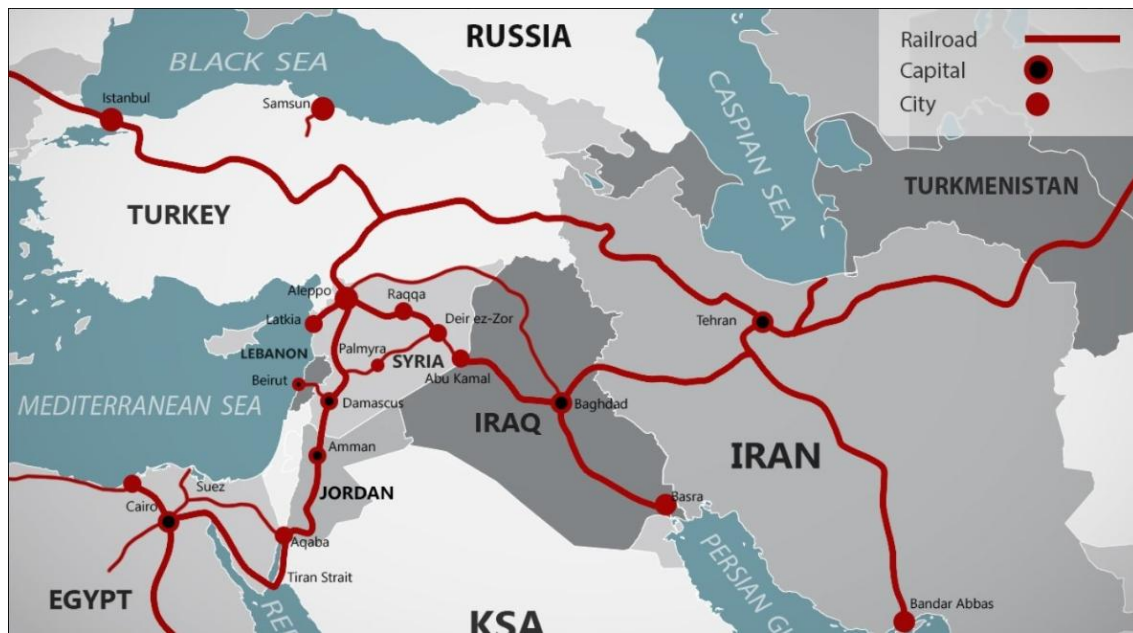 RUSSIA
Railroad
Capital
City
BLACK SEA
CASPIAN SEA
Istanbul
Samsun
TURKEY
TURKMENISTAN
Aleppo
Raqqa
Latkia
Deir ez-Zor
Tehran
Palmyra
LEBANON
SYRIA
Beirut
Abu Kamal
MEDITERRANEAN SEA
Damascus
Baghdad
IRAQ
IRAN
Amman
JORDAN
Suez
Basra
Cairo
Aqaba
Tiran Strait
PERSIAN G
EGYPT
RE
KSA
Bandar Abbas